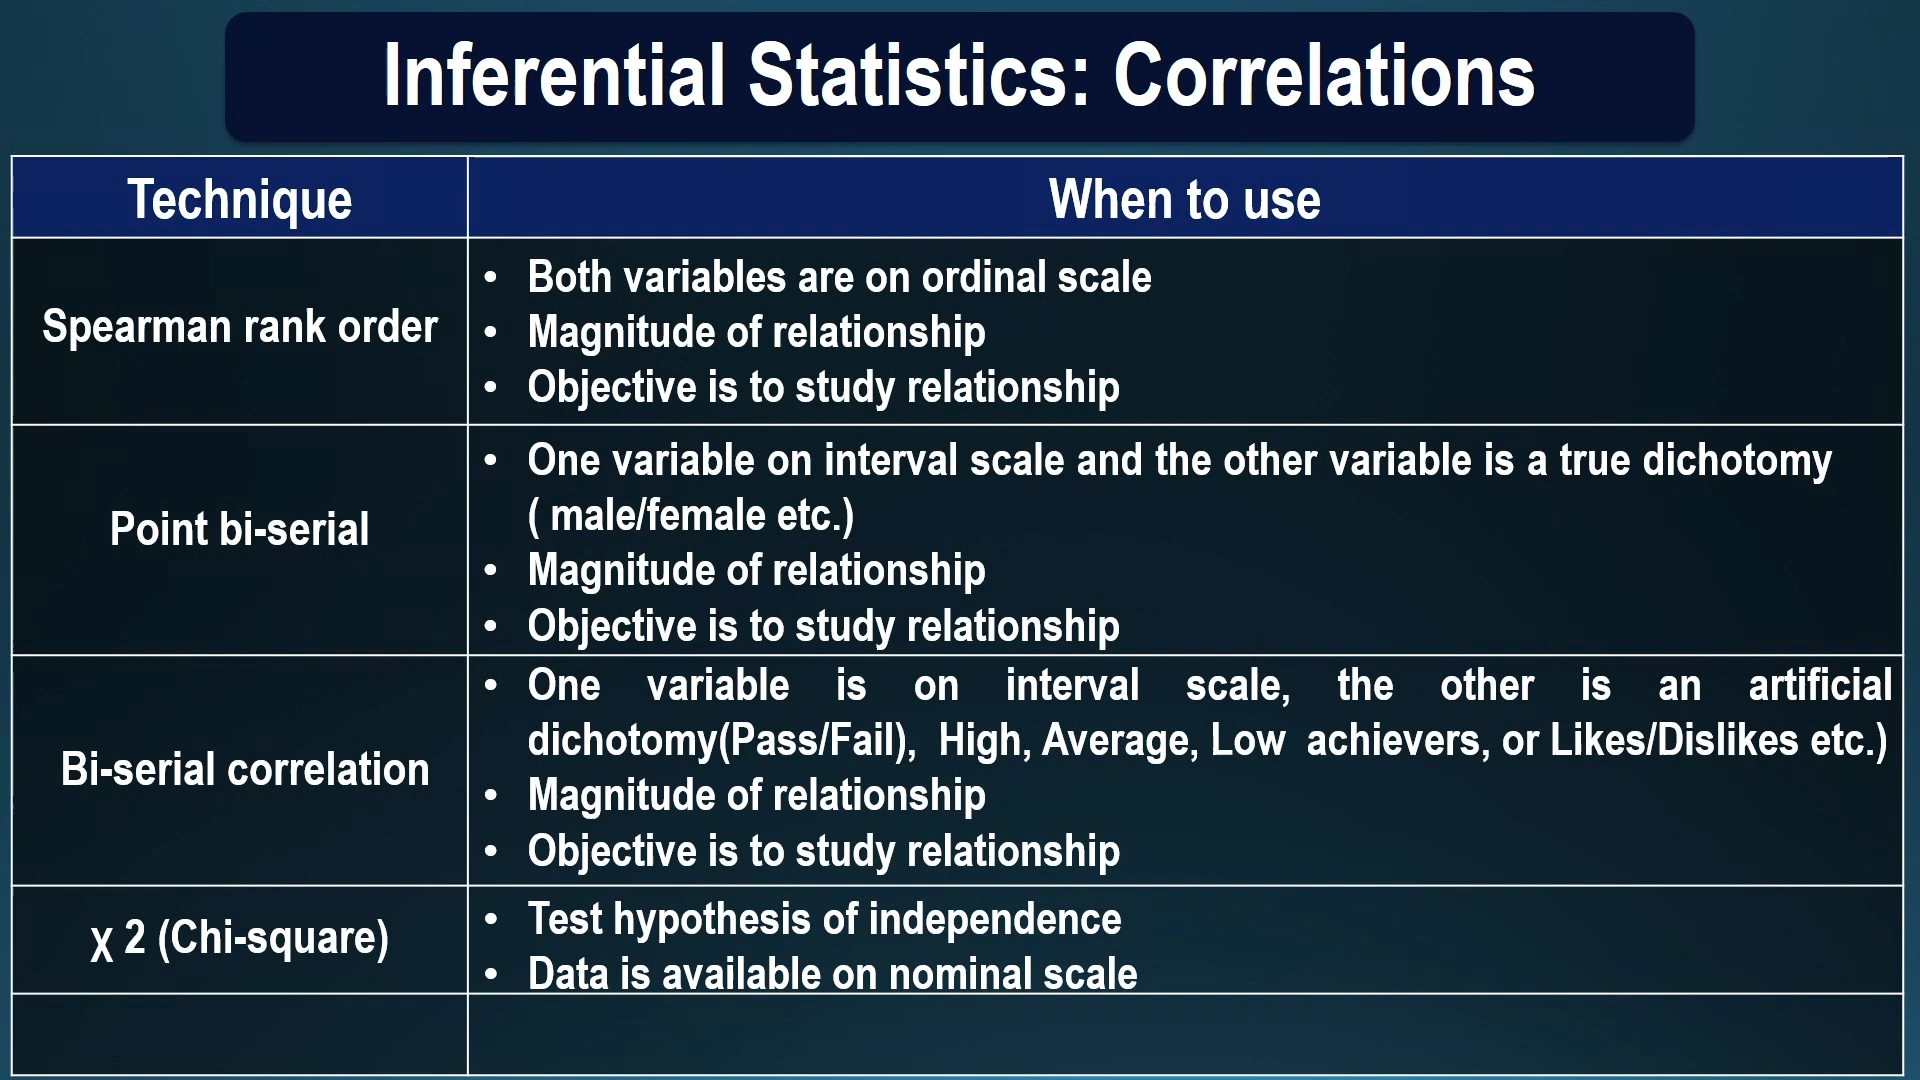 Inferential Statistics: Correlations
Technique
When to use
Spearman rank order
• Both variables are on ordinal scale
• Magnitude of relationship
• Objective is to study relationship
Point bi-serial
• One variable on interval scale and the other variable is a true dichotomy
( male/female etc.)
• Magnitude of relationship
• Objective is to study relationship
Bi-serial correlation
• One variable is on interval scale, the other is an artificial
dichotomy(Pass/Fail), High, Average, Low achievers, or Likes/Dislikes etc.)
• Magnitude of relationship
• Objective is to study relationship
χ 2 (Chi-square)
• Test hypothesis of independence
• Data is available on nominal scale